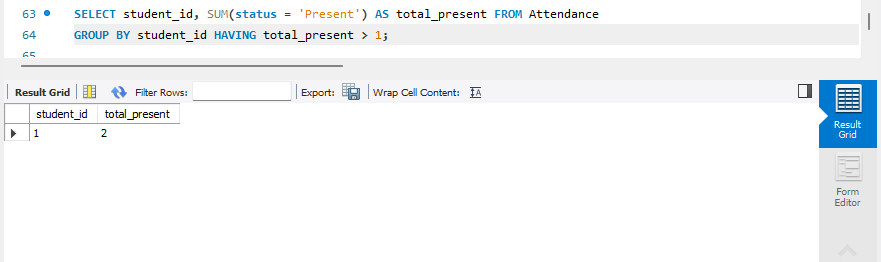 63 SELECT student_id, SUM(status = 'Present') AS total_present FROM Attendance
64 GROUP BY student_id HAVING total_present > 1;
65
Result Grid Filter Rows: Export: Wrap Cell Content: IA
student_id total_present
1 2
Result
Grid
Form
Editor